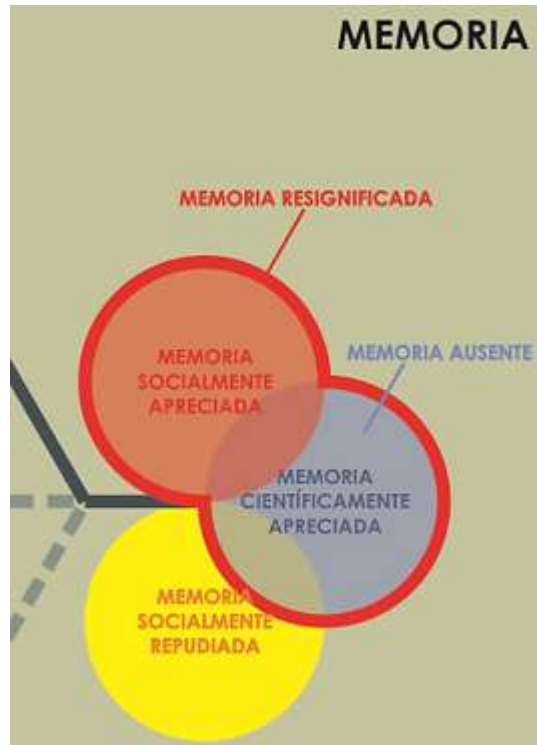 MEMORIA
MEMORIA RESIGNIFICADA
MEMORIA
SOCIALMENTE
APRECIADA
MEMORIA AUSENTE
MEMORIA
CIENTÍFICAMENTE
APRECIADA
MEMORIA
SOCIALMENTE
REPUDIADA